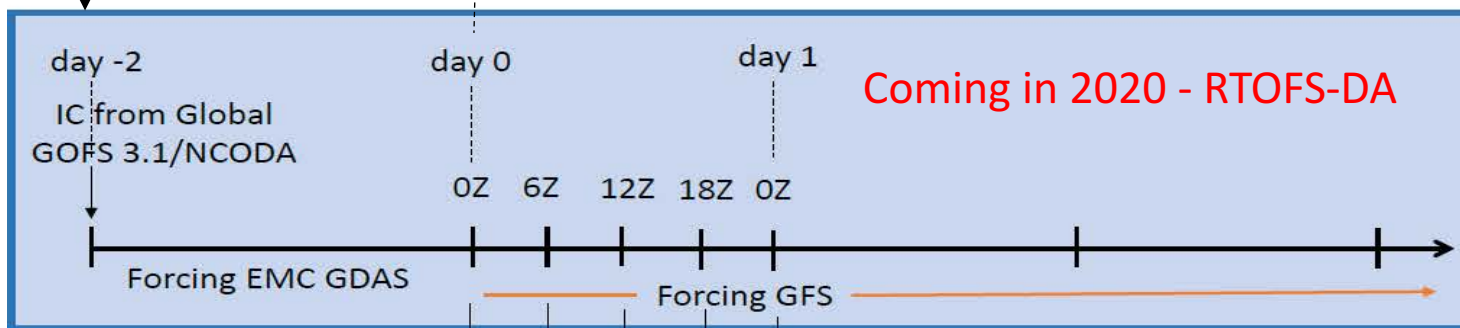 day -2
day 0
day 1
Coming in 2020 - RTOFS-DA
IC from Global
GOFS 3.1/NCODA
0Z 6Z 12Z 18Z 0Z
Forcing EMC GDAS
Forcing GFS